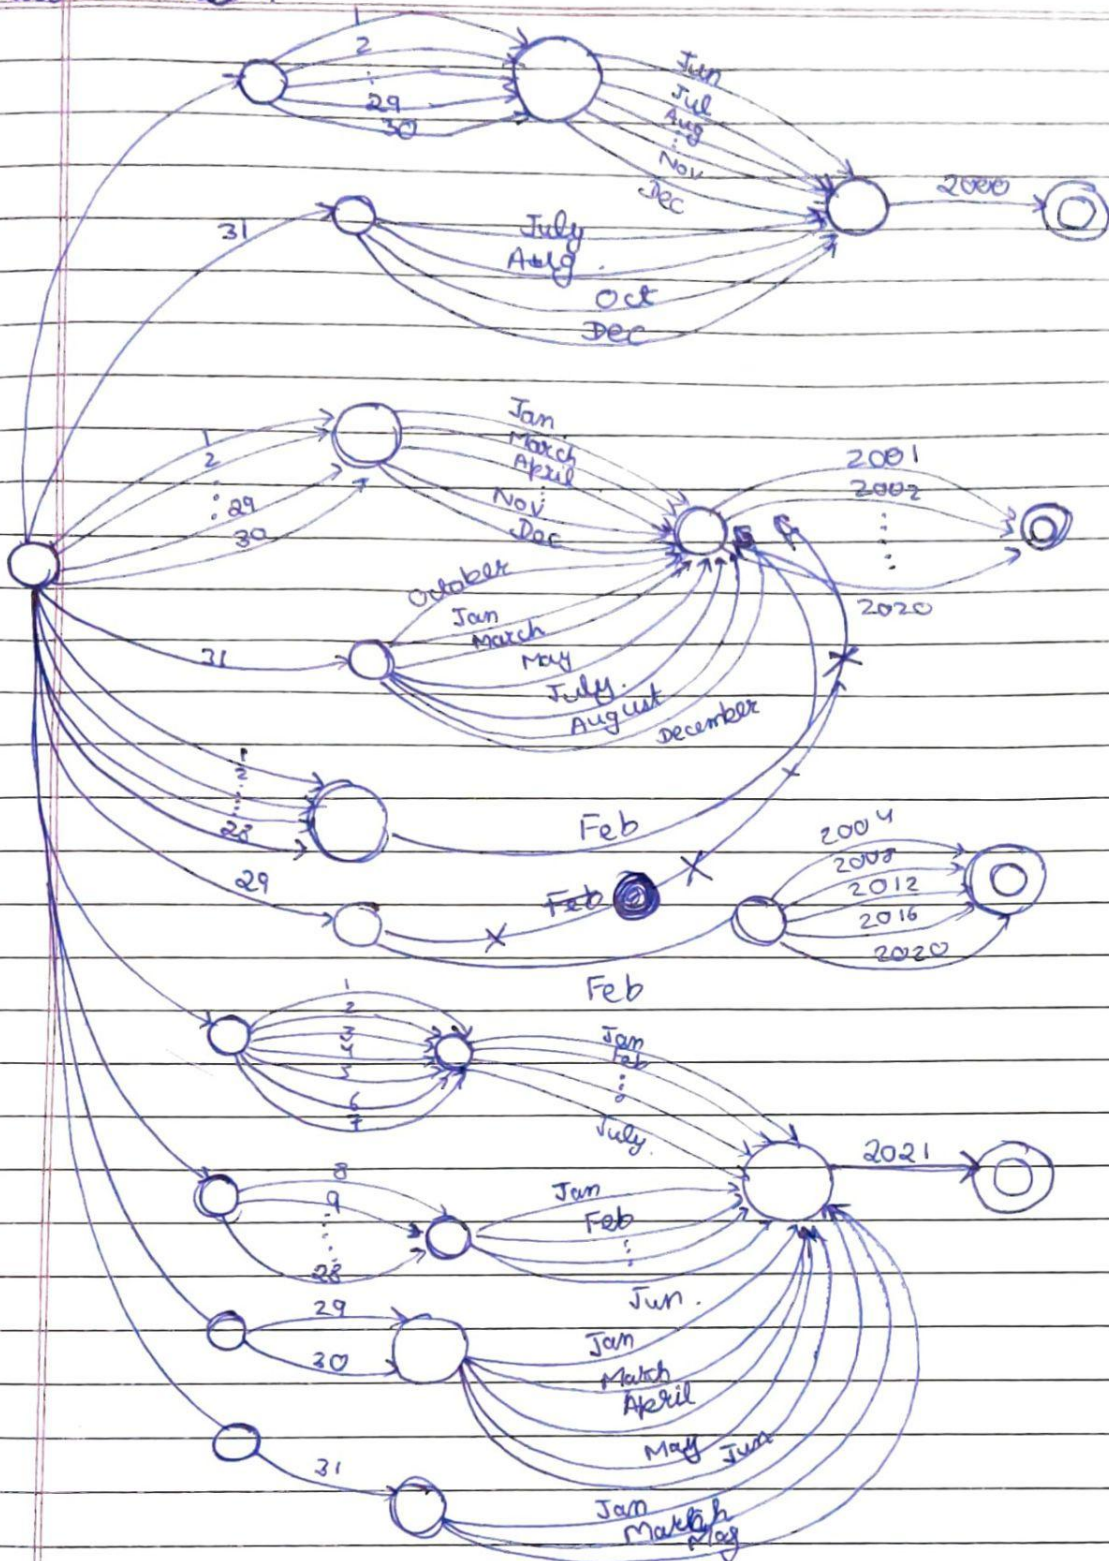 1
2
:
29
30
Jun
Jul
Aug
:
Nov
Dec
2000
31
July
Aug
Oct
Dec
1
2
:
29
30
Jan
March
April
:
Nov
Dec
2001
2002
:
2020
31
October
Jan
March
May
July
August
December
1
2
:
28
Feb
29
Feb
Feb
2004
2008
2012
2016
2020
1
2
3
4
5
6
7
Jan
Feb
:
July
2021
8
9
:
28
Jan
Feb
:
Jun.
29
30
Jan
March
April
May Jun
31
Jan
March
May